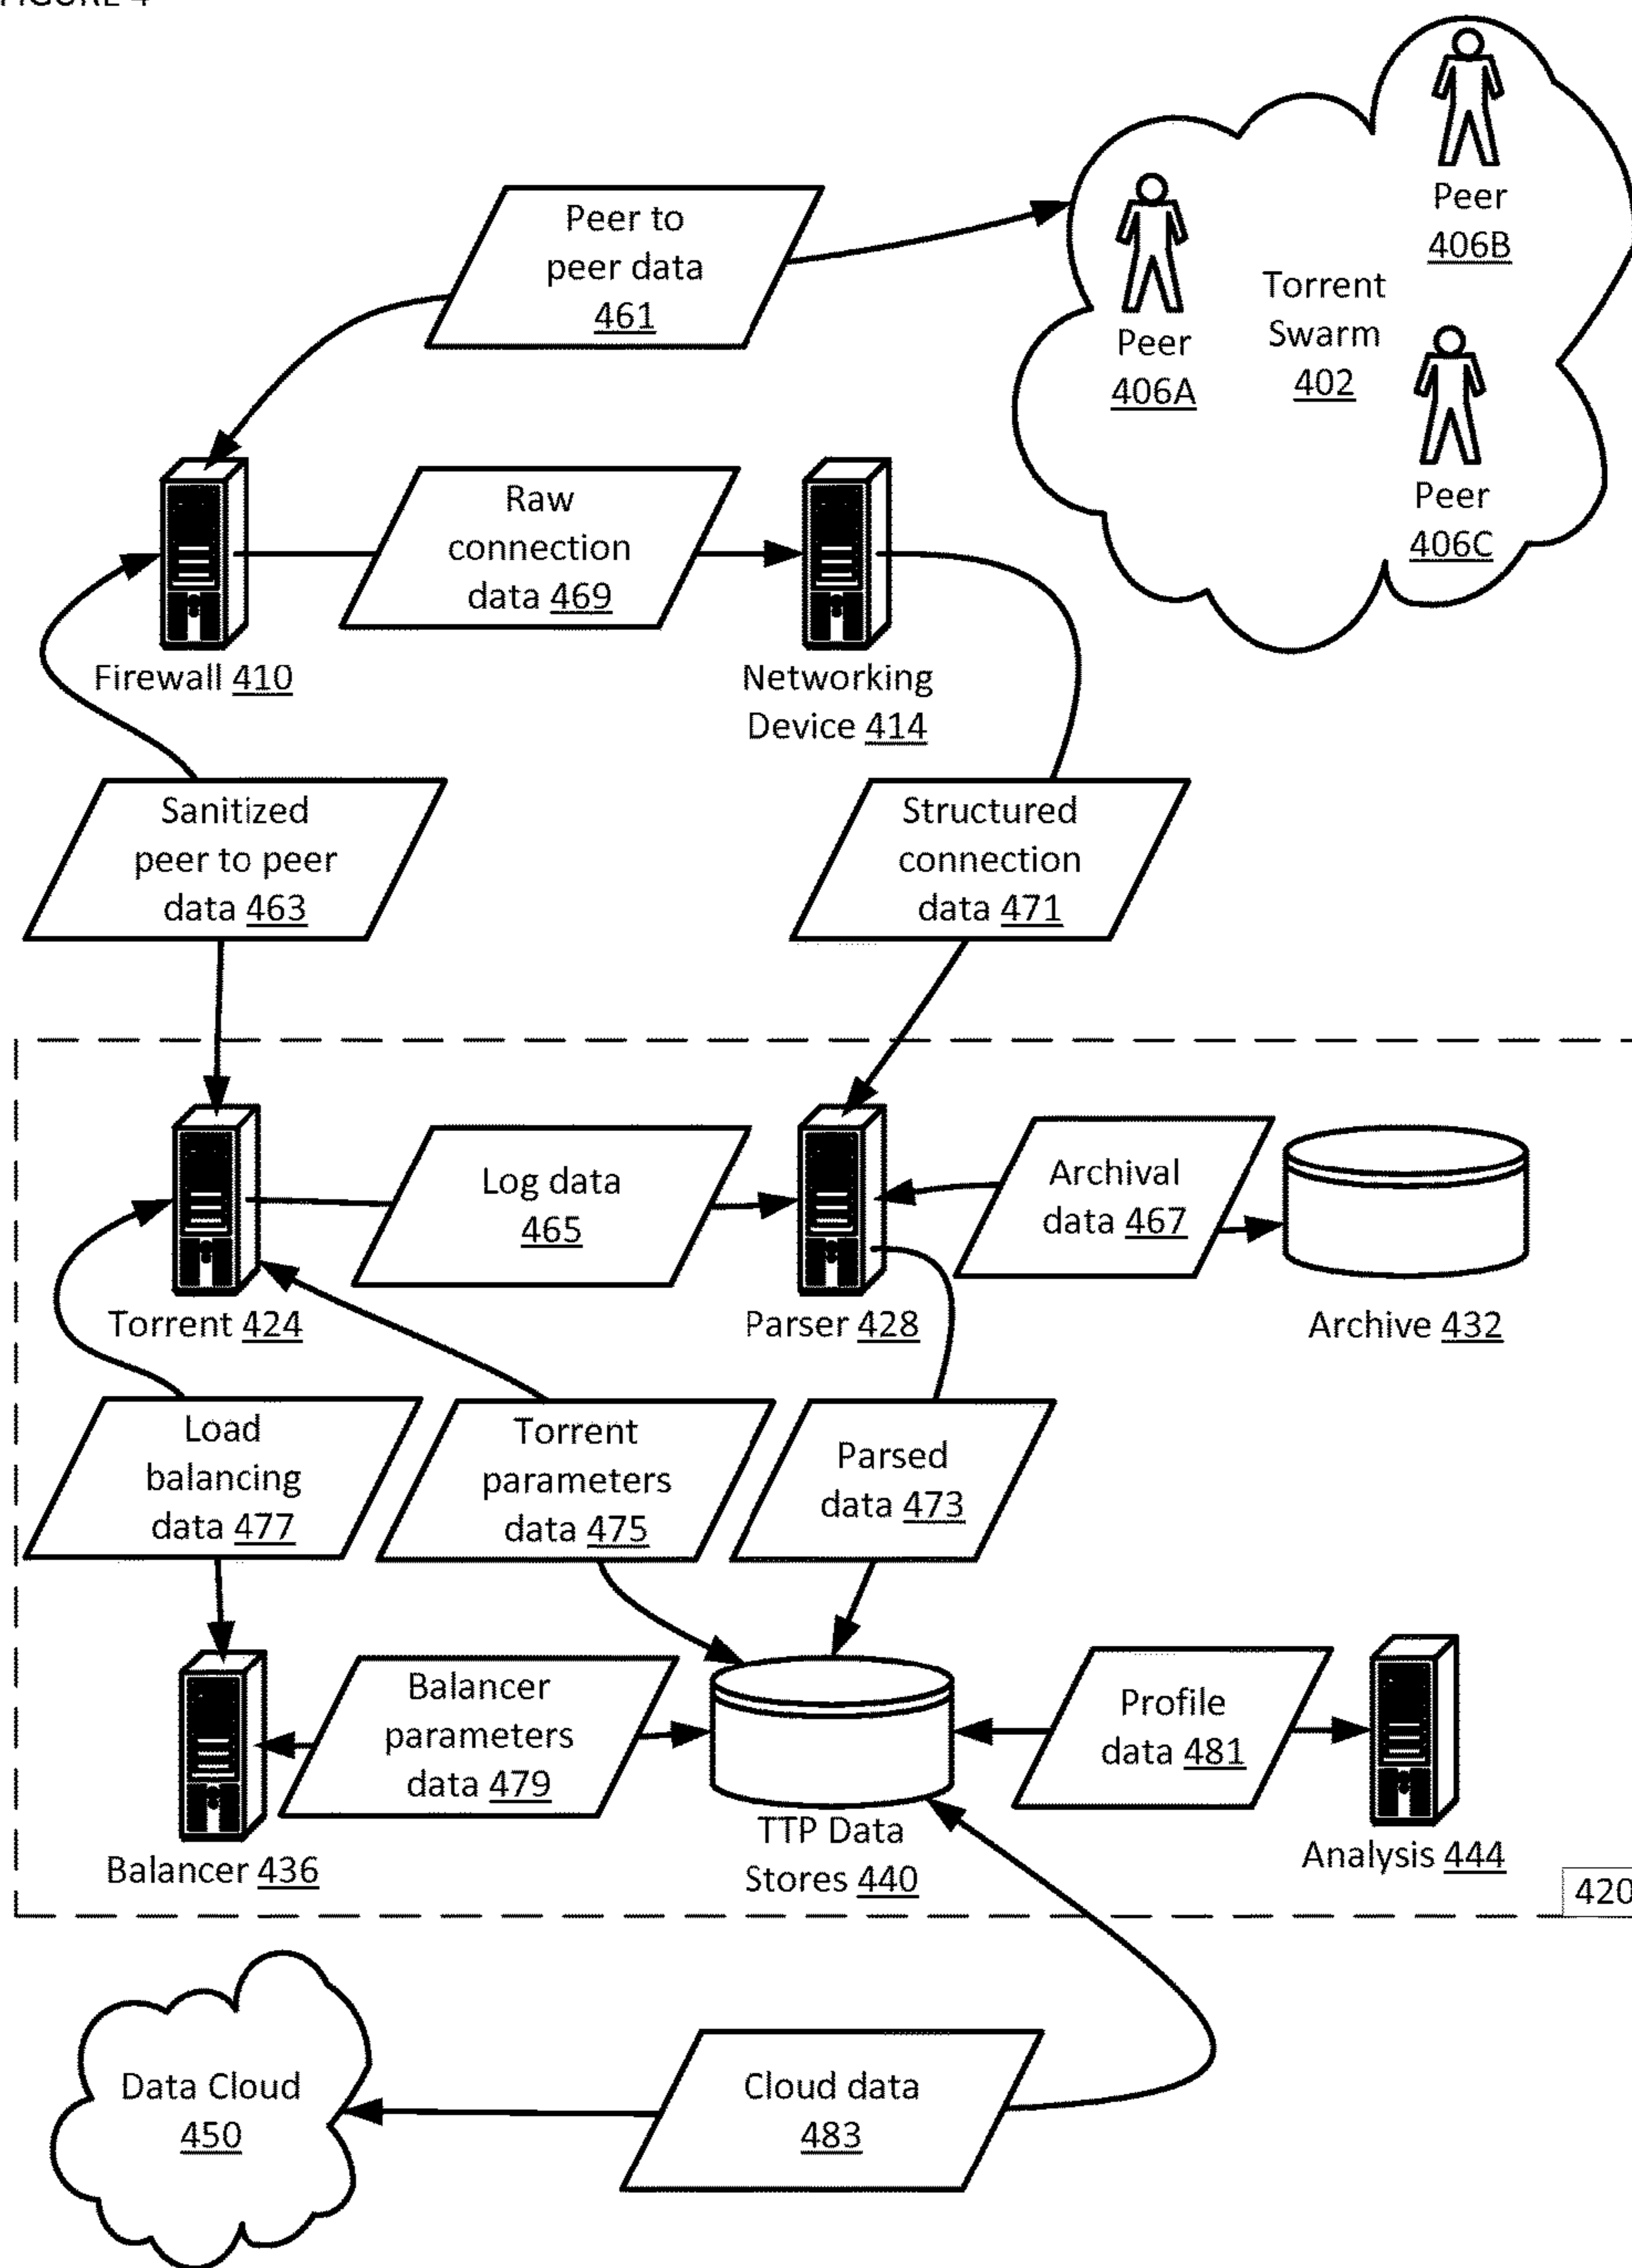 FIGURE 4
Peer
406B
Peer to
peer data
461
Torrent
Swarm
402
Peer
406A
Peer
406C
Raw
connection
data 469
Firewall 410
Networking
Device 414
Sanitized
peer to peer
data 463
Structured
connection
data 471
Log data
465
Archival
data 467
Torrent 424
Parser 428
Archive 432
Load
balancing
data 477
Torrent
parameters
data 475
Parsed
data 473
Balancer
parameters
data 479
Profile
data 481
Balancer 436
TTP Data
Stores 440
Analysis 444
420
Data Cloud
450
Cloud data
483